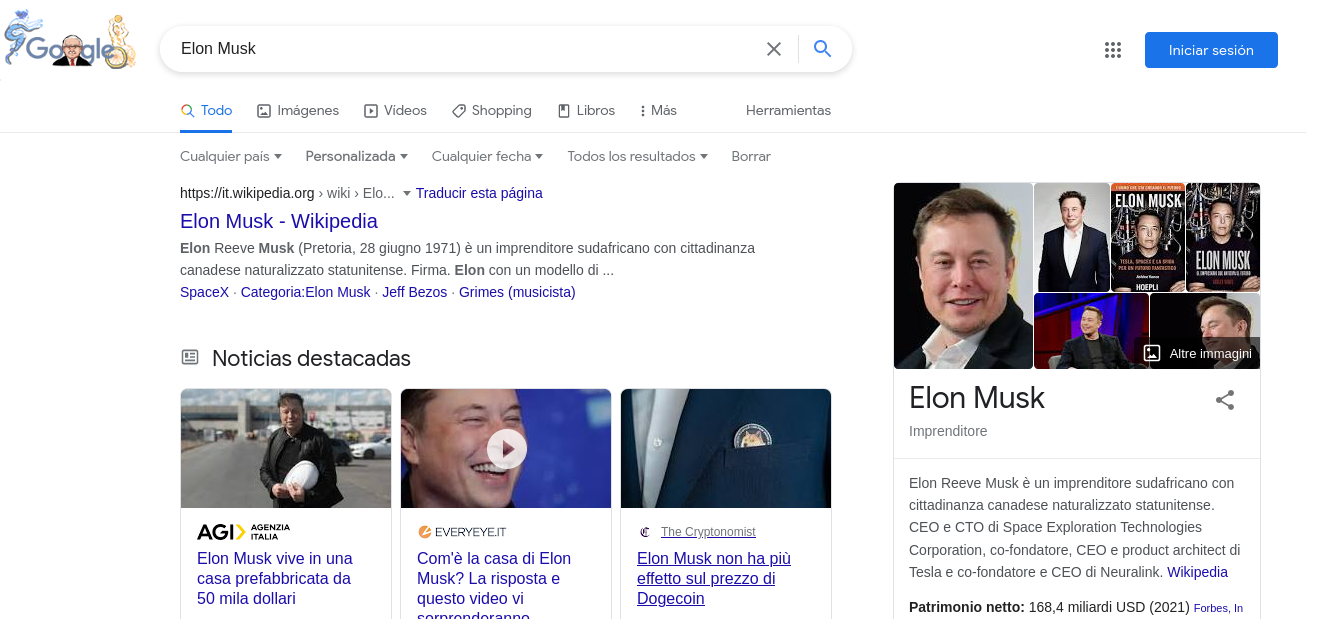 Google
Elon Musk
Iniciar sesión
Todo
Imágenes
Vídeos
Shopping
Libros
Más
Herramientas
Cualquier país
Personalizada
Cualquier fecha
Todos los resultados
Borrar
https://it.wikipedia.org › wiki › Elo... Traducir esta página
Elon Musk - Wikipedia
Elon Reeve Musk (Pretoria, 28 giugno 1971) è un imprenditore sudafricano con cittadinanza
canadese naturalizzato statunitense. Firma. Elon con un modello di ...
SpaceX · Categoria:Elon Musk · Jeff Bezos · Grimes (musicista)
Noticias destacadas
AGI AGENZIA
ITALIA
Elon Musk vive in una
casa prefabbricata da
50 mila dollari
EVERYEYE.IT
Com'è la casa di Elon
Musk? La risposta e
questo video vi
sorprenderanno
The Cryptonomist
Elon Musk non ha più
effetto sul prezzo di
Dogecoin
ELON MUSK
TESLA, SPACEX E LA SFIDA
PER UN FUTURO FANTASTICO
HOEPLI
ELON MUSK
Altre immagini
Elon Musk
Imprenditore
Elon Reeve Musk è un imprenditore sudafricano con
cittadinanza canadese naturalizzato statunitense.
CEO e CTO di Space Exploration Technologies
Corporation, co-fondatore, CEO e product architect di
Tesla e co-fondatore e CEO di Neuralink. Wikipedia
Patrimonio netto: 168,4 miliardi USD (2021) Forbes, In